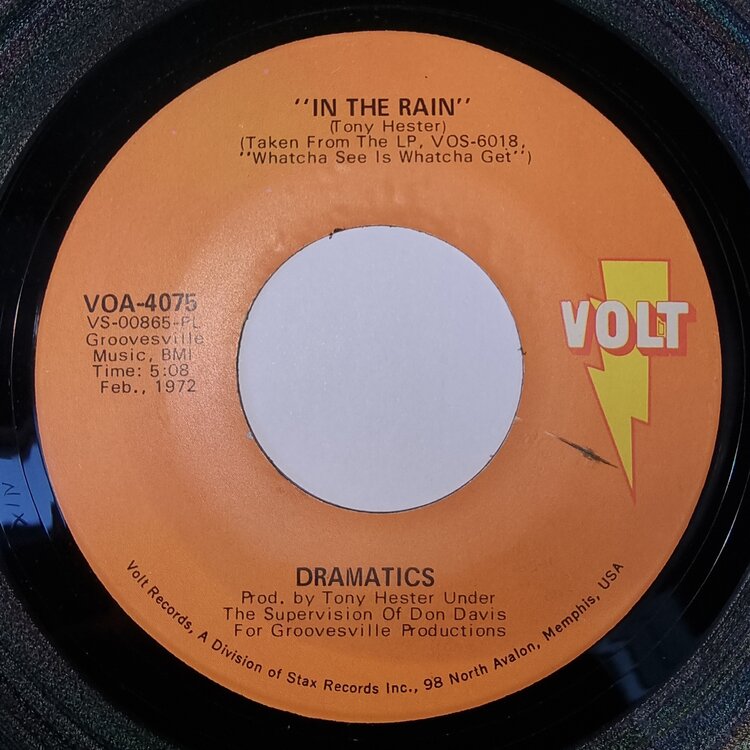 "IN THE RAIN"
(Tony Hester)
(Taken From The LP, VOS-6018,
"Whatcha See Is Whatcha Get")
VOA-4075
VS-00865-PL
Groovesville
Music, BMI
Time: 5:08
Feb., 1972
VOLT
DRAMATICS
Prod. by Tony Hester Under
The Supervision Of Don Davis
For Groovesville Productions
Volt Records, A Division of Stax Records Inc., 98 North Avalon, Memphis, USA